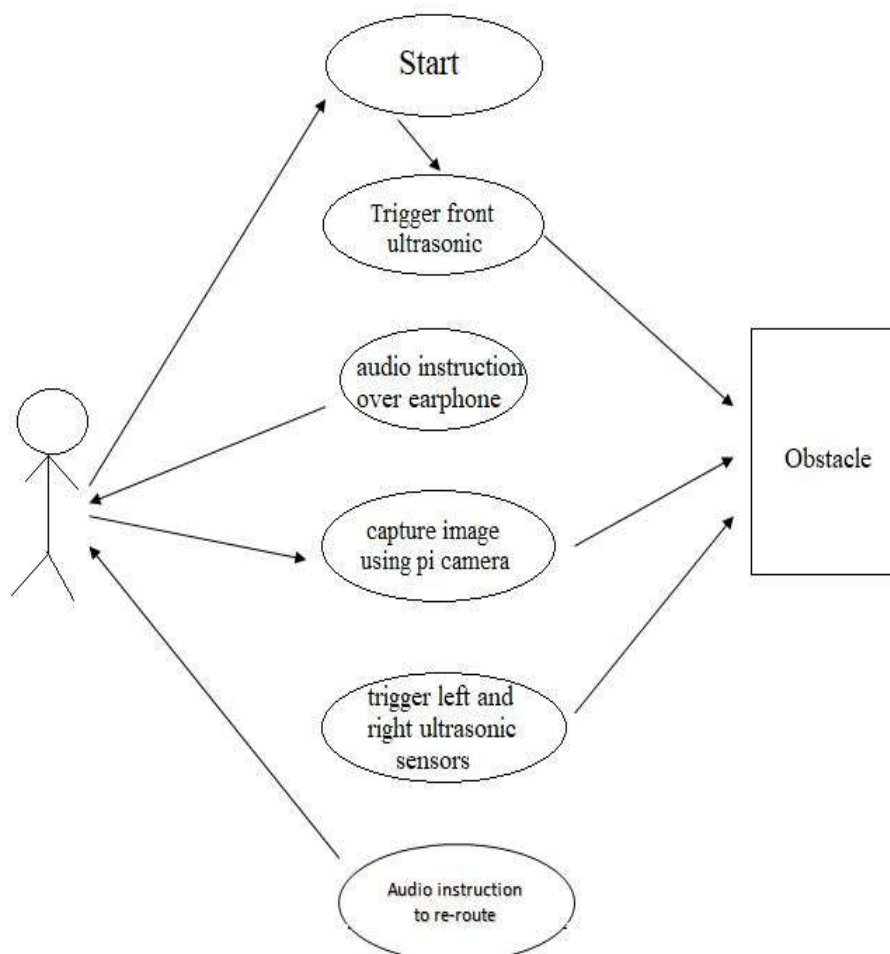 Start
Trigger front
ultrasonic
audio instruction
over earphone
Obstacle
capture image
using pi camera
trigger left and
right ultrasonic
sensors
Audio instruction
to re-route